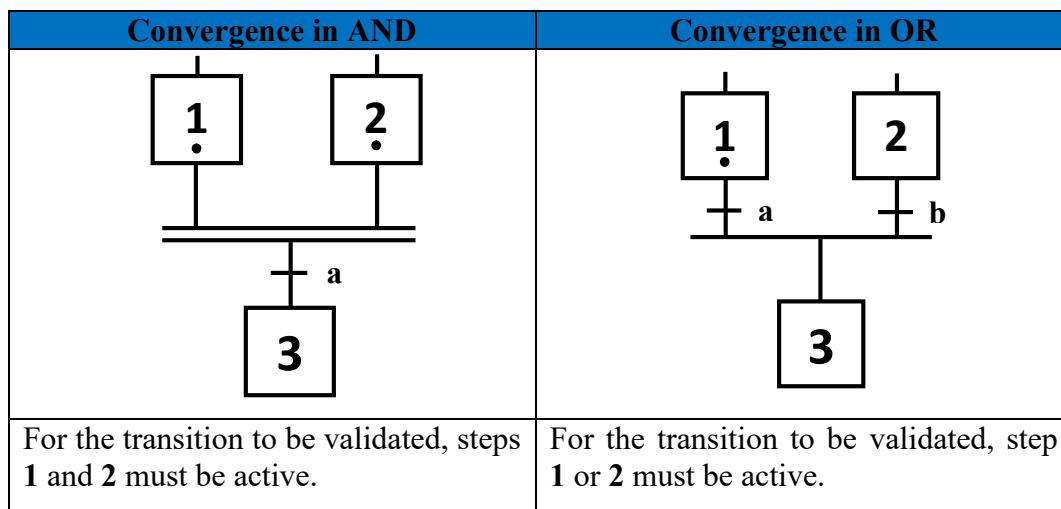 Convergence in AND
Convergence in OR
1
2
a
3
1
2
a
b
3
For the transition to be validated, steps
1 and 2 must be active.
For the transition to be validated, step
1 or 2 must be active.